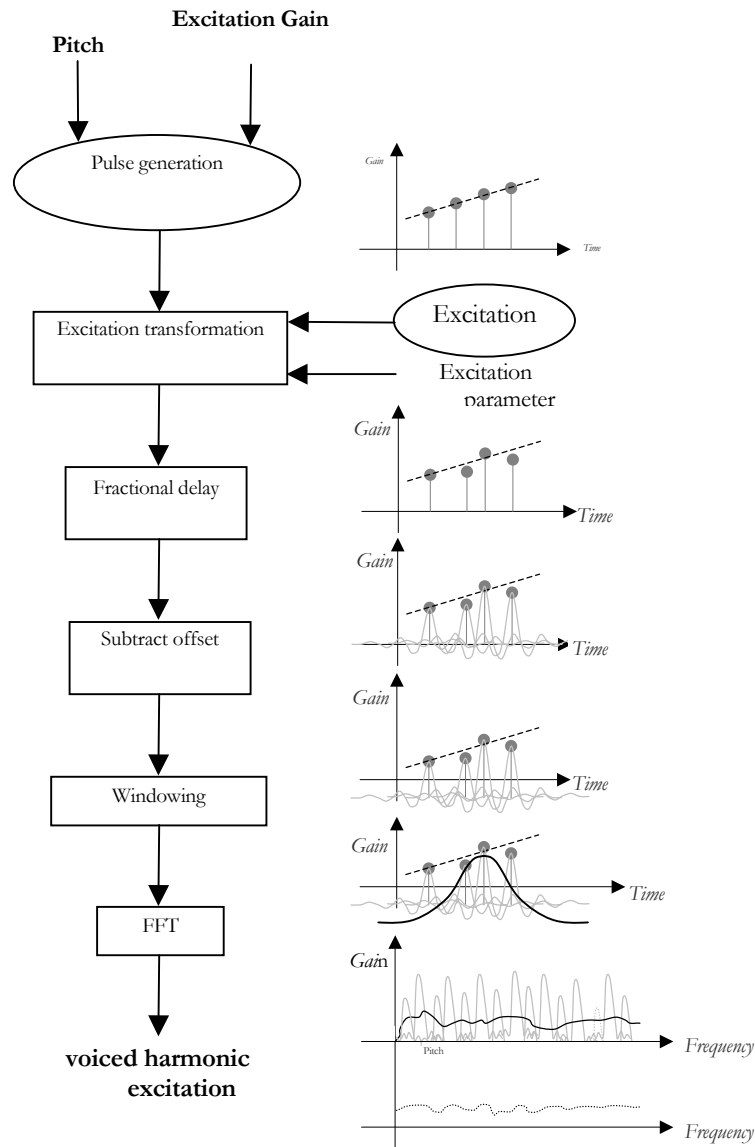 Excitation Gain
Pitch
Pulse generation
Gain
Time
Excitation transformation
Excitation
Excitation
parameter
Gain
Time
Fractional delay
Gain
Time
Subtract offset
Gain
Time
Windowing
Gain
Time
FFT
Gain
Pitch
Frequency
voiced harmonic
excitation
Frequency